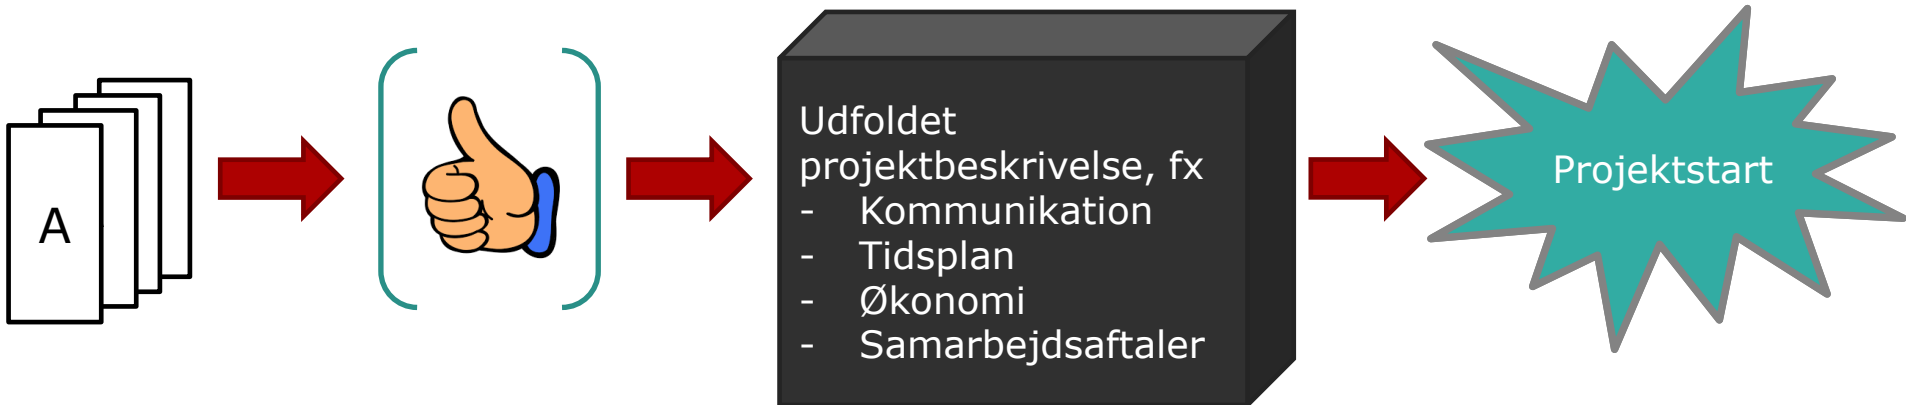 A
Udfoldet
projektbeskrivelse, fx
- Kommunikation
- Tidsplan
- Økonomi
- Samarbejdsaftaler
Projektstart